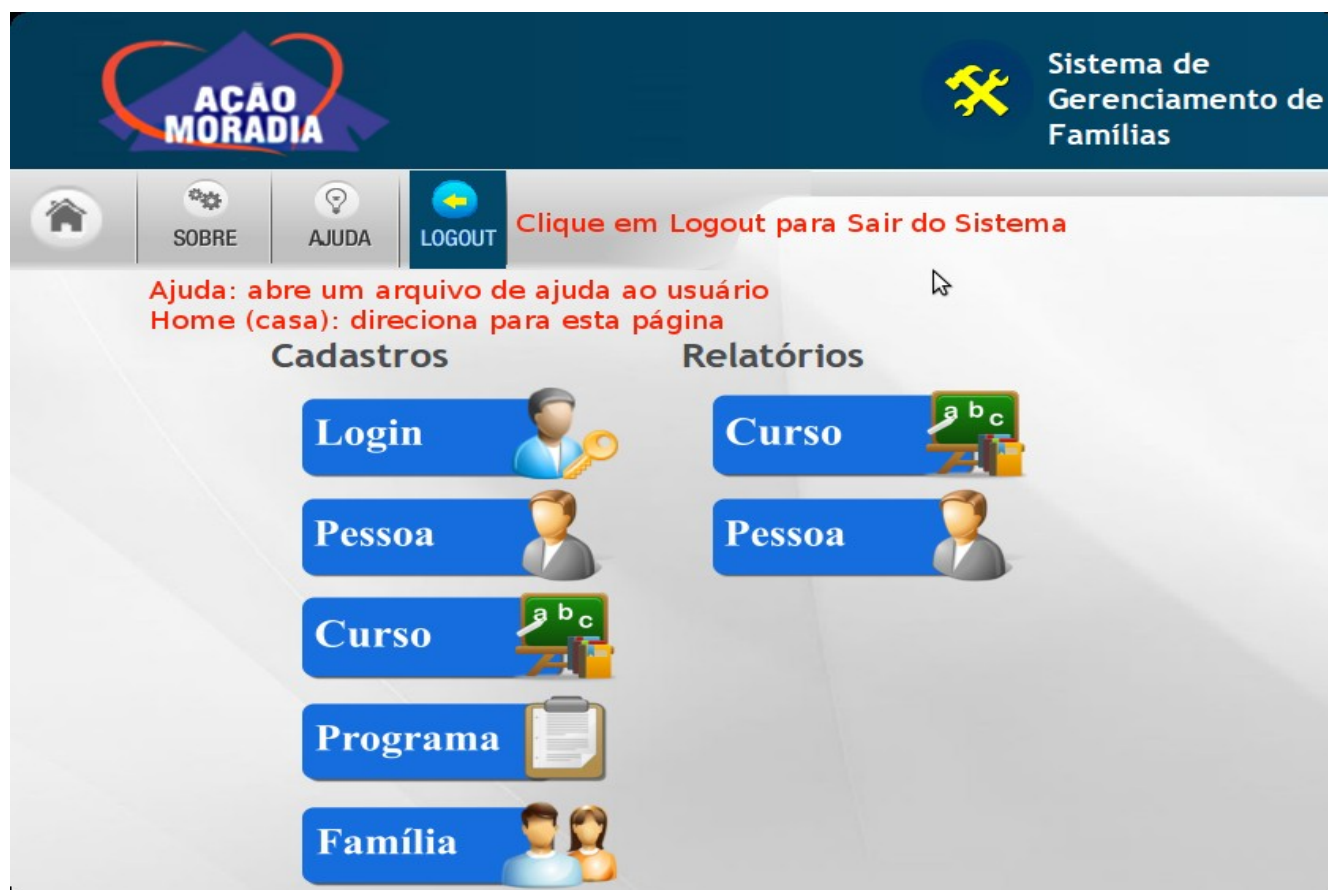 AÇÃO
MORADIA
Sistema de
Gerenciamento de
Famílias
SOBRE
AJUDA
LOGOUT
Clique em Logout para Sair do Sistema
Ajuda: abre um arquivo de ajuda ao usuário
Home (casa): direciona para esta página
Cadastros
Login
Pessoa
Curso
a b c
Programa
Família
Relatórios
Curso
a b c
Pessoa